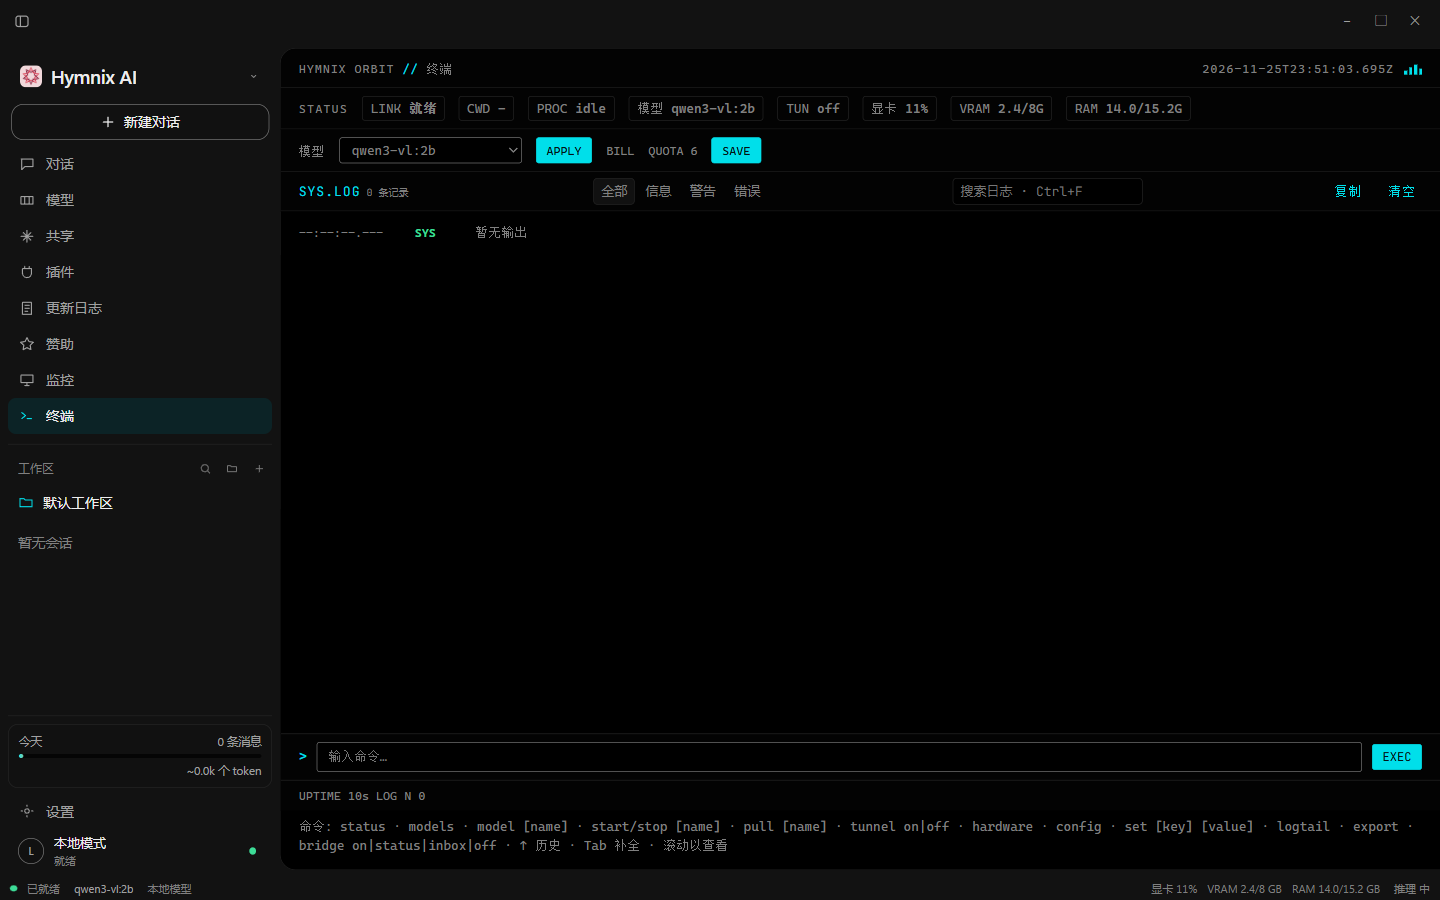 Hymnix AI
新建对话
对话
模型
共享
插件
更新日志
赞助
监控
终端
工作区
默认工作区
暂无会话
今天 0 条消息
~0.0k 个 token
设置
L 本地模式
就绪
HYMNIX ORBIT // 终端 2026-11-25T23:51:03.695Z
STATUS LINK 就绪 CWD — PROC idle 模型 qwen3-vl:2b TUN off 显卡 11% VRAM 2.4/8G RAM 14.0/15.2G
模型 qwen3-vl:2b APPLY BILL QUOTA 6 SAVE
SYS.LOG 0 条记录 全部 信息 警告 错误 搜索日志 · Ctrl+F 复制 清空
--:--:--.--- SYS 暂无输出
> 输入命令… EXEC
UPTIME 10s LOG N 0
命令: status · models · model [name] · start/stop [name] · pull [name] · tunnel on|off · hardware · config · set [key] [value] · logtail · export ·
bridge on|status|inbox|off · ↑ 历史 · Tab 补全 · 滚动以查看
已就绪 qwen3-vl:2b 本地模型 显卡 11% VRAM 2.4/8 GB RAM 14.0/15.2 GB 推理 中